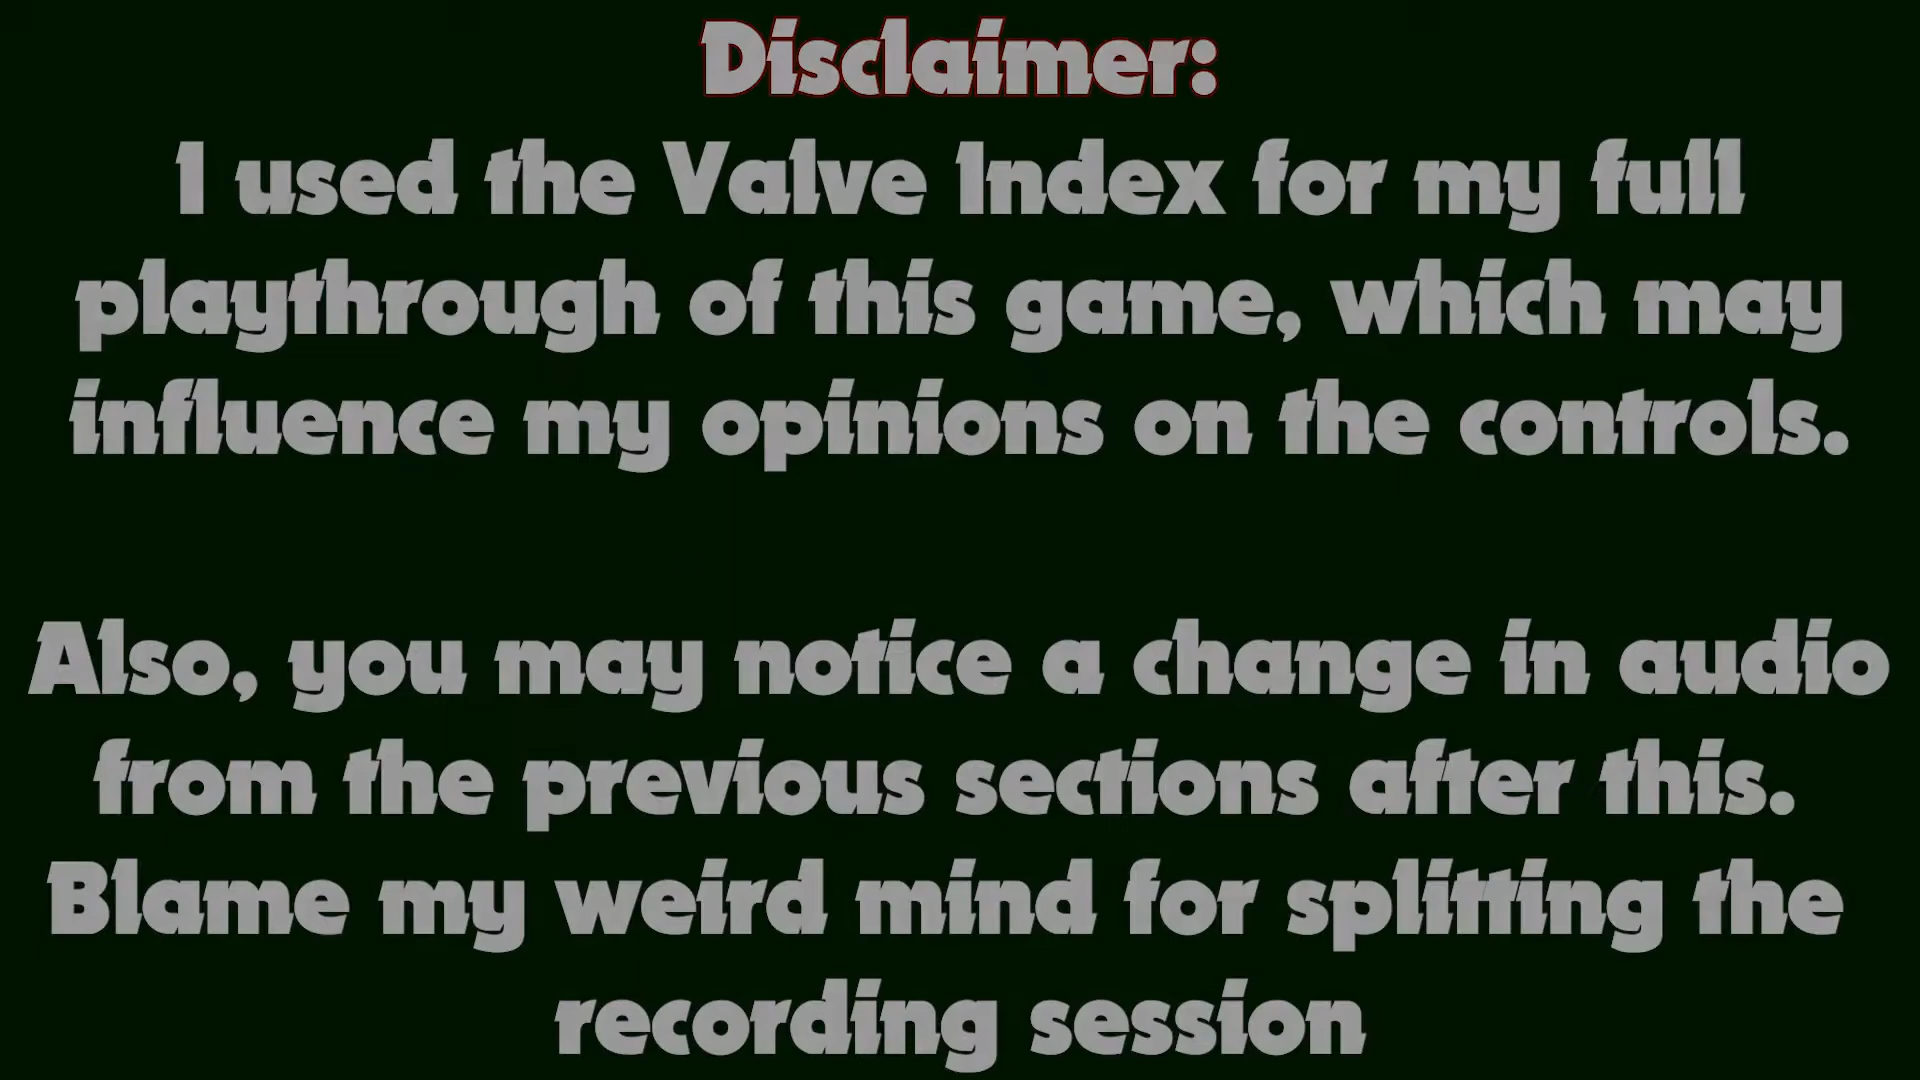 Disclaimer:
I used the Valve Index for my full
playthrough of this game, which may
influence my opinions on the controls.
Also, you may notice a change in audio
from the previous sections after this.
Blame my weird mind for splitting the
recording session